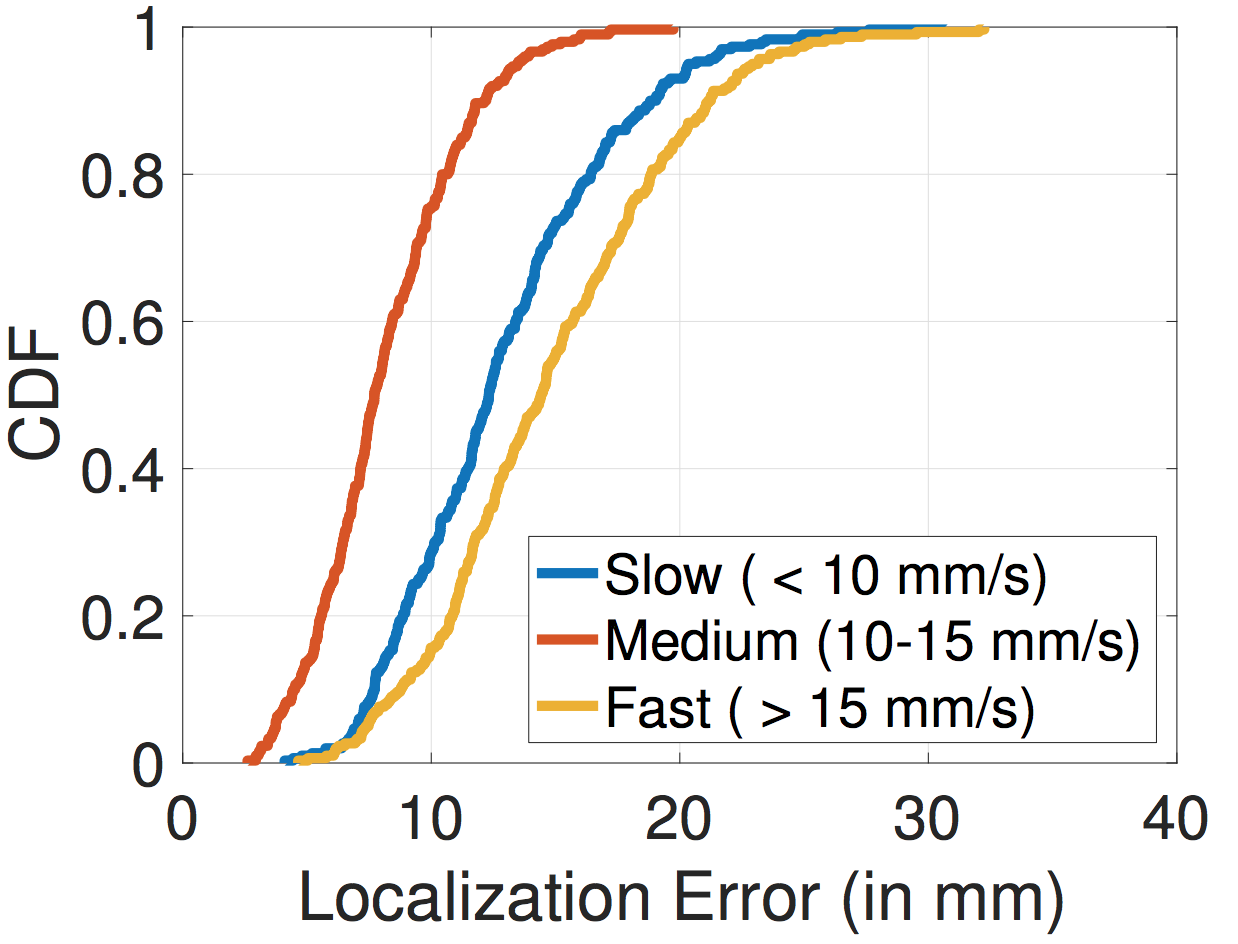 1
0.8
0.6
0.4
0.2
0
CDF
0 10 20 30 40
Localization Error (in mm)
Slow ( < 10 mm/s)
Medium (10-15 mm/s)
Fast ( > 15 mm/s)